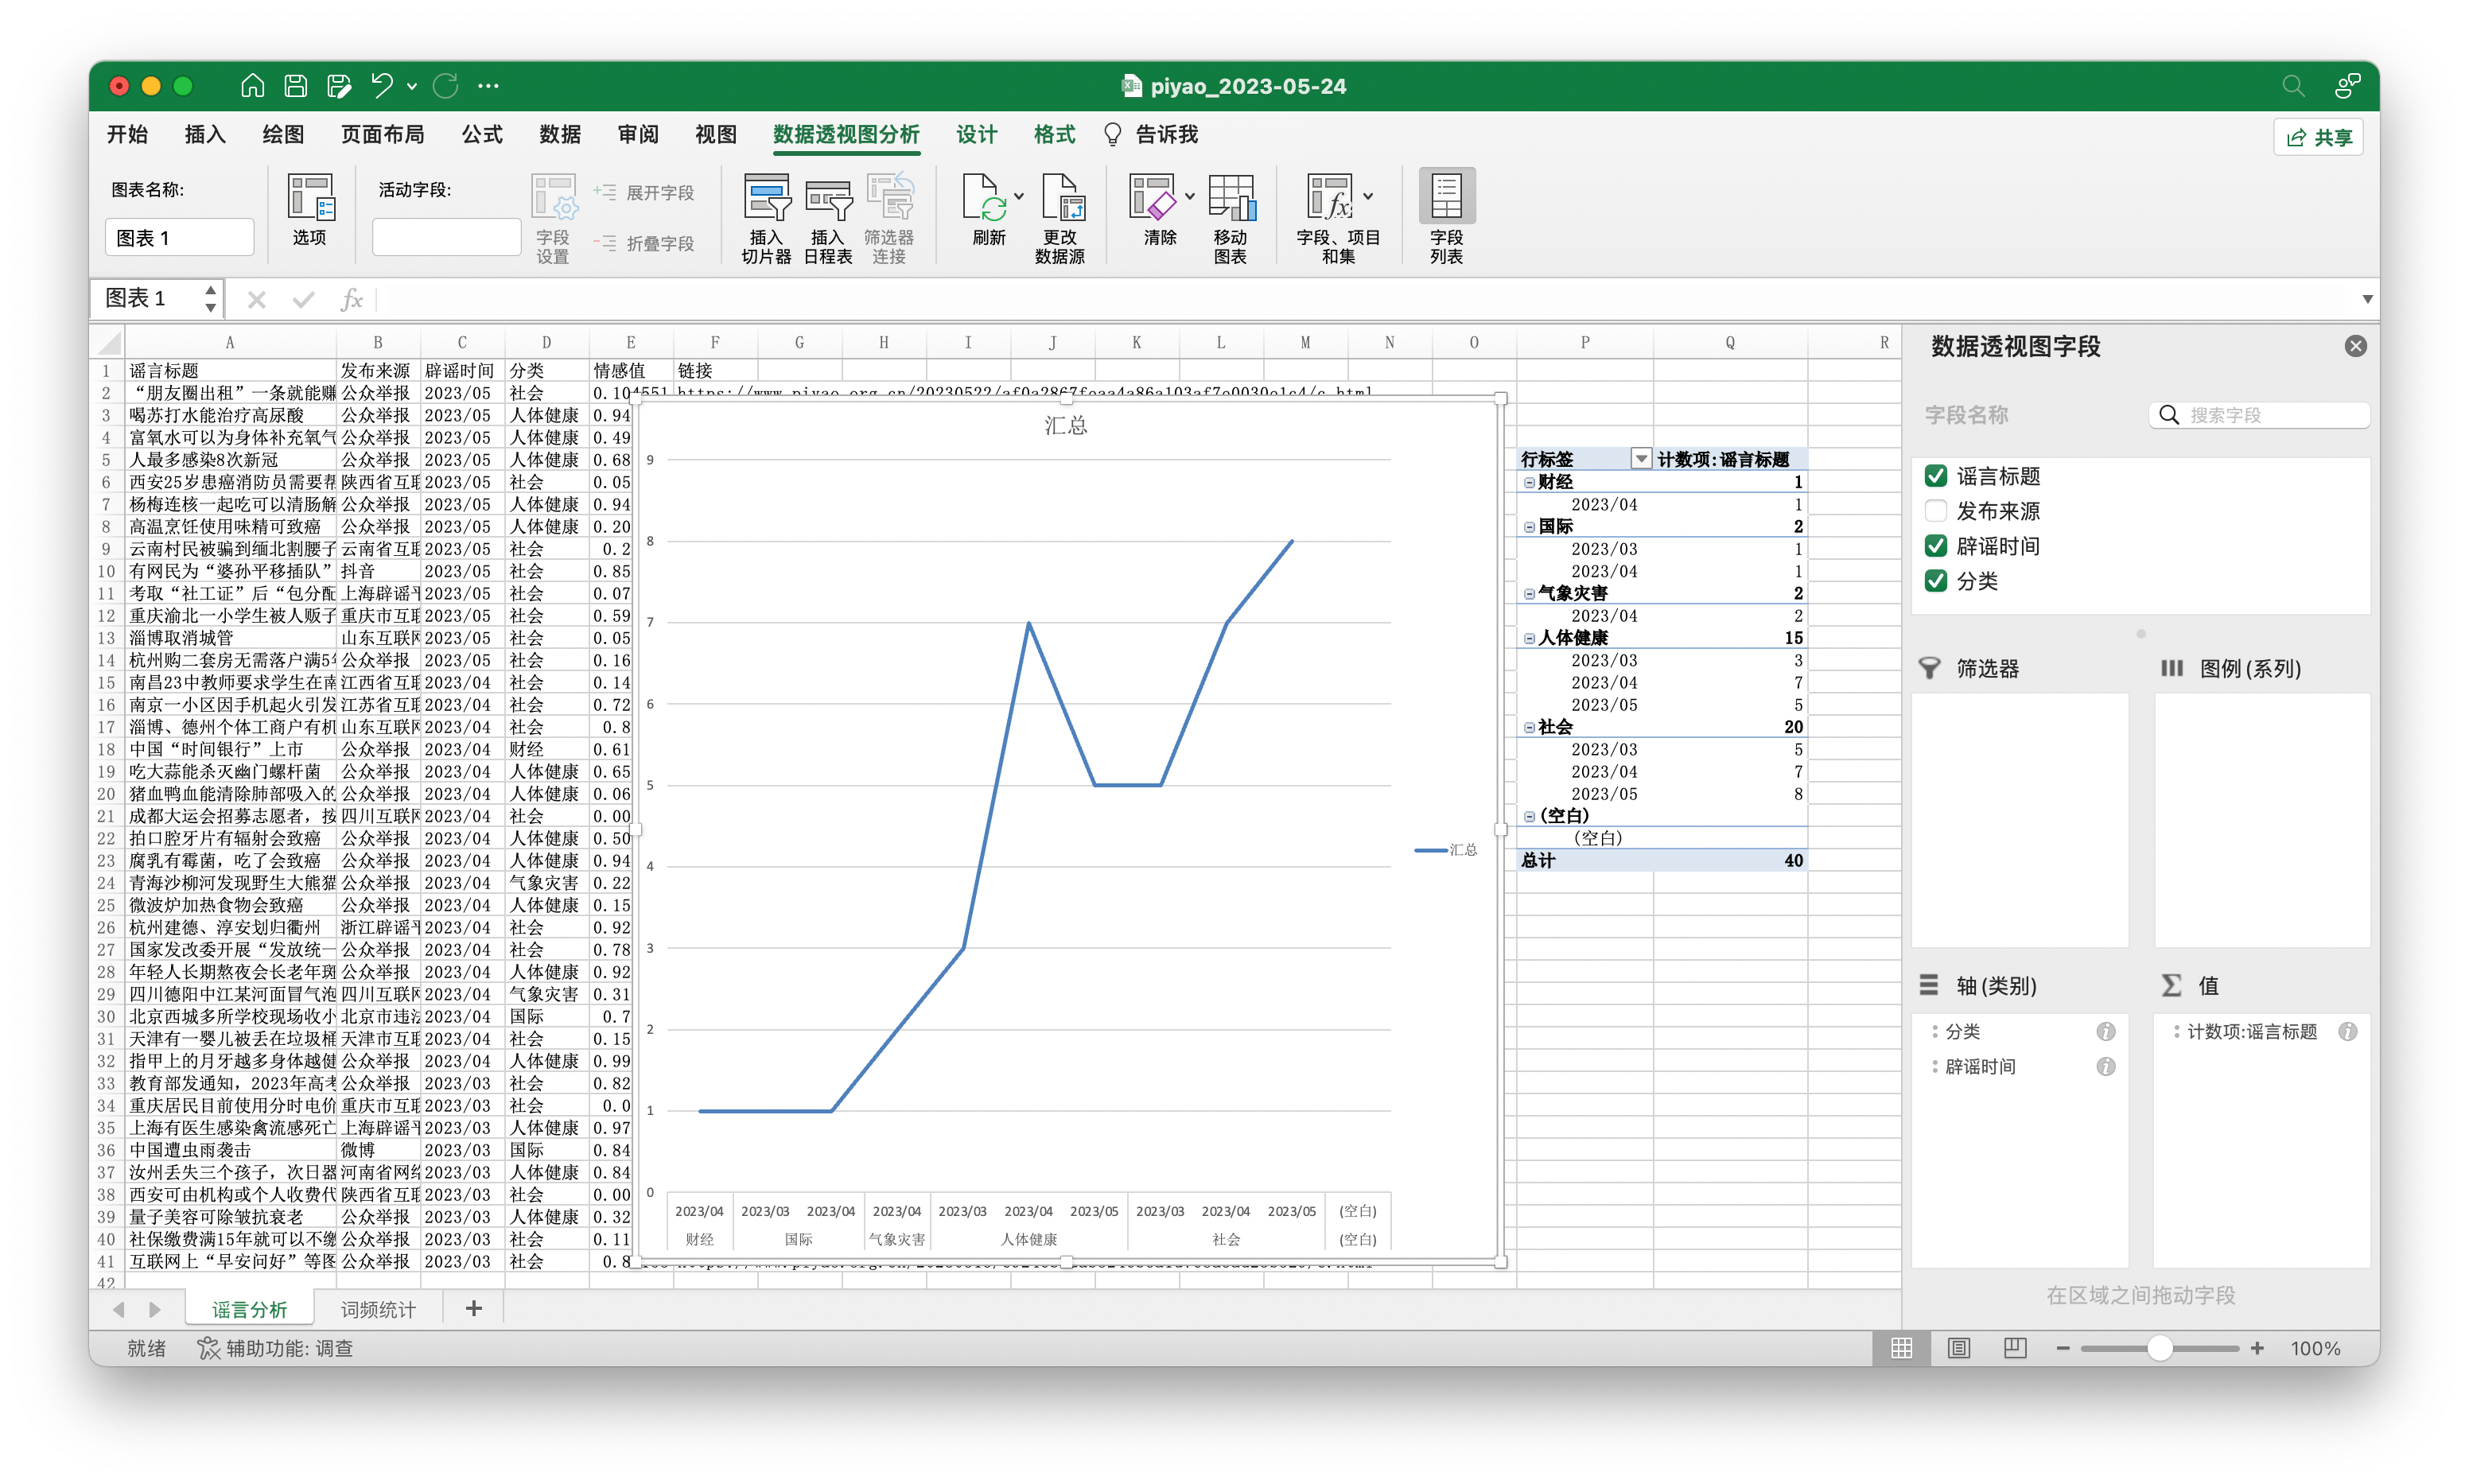 piyao_2023-05-24
开始 插入 绘图 页面布局 公式 数据 审阅 视图 数据透视图分析 设计 格式 告诉我 共享
图表名称:
图表 1
选项
活动字段:
字段设置
展开字段
折叠字段
插入切片器
插入日程表
筛选器连接
刷新
更改数据源
清除
移动图表
字段、项目和集
字段列表
图表 1 fx
A B C D E F G H I J K L M N O P Q R
1 谣言标题 发布来源 辟谣时间 分类 情感值 链接
2 “朋友圈出租”一条就能赚 公众举报 2023/05 社会
3 喝苏打水能治疗高尿酸 公众举报 2023/05 人体健康 0.94
4 富氧水可以为身体补充氧气 公众举报 2023/05 人体健康 0.49
5 人最多感染8次新冠 公众举报 2023/05 人体健康 0.68
6 西安25岁患癌消防员需要帮 陕西省互联 2023/05 社会 0.05
7 杨梅连核一起吃可以清肠解 公众举报 2023/05 人体健康 0.94
8 高温烹饪使用味精可致癌 公众举报 2023/05 人体健康 0.20
9 云南村民被骗到缅北割腰子 云南省互联 2023/05 社会 0.2
10 有网民为“婆孙平移插队” 抖音 2023/05 社会 0.85
11 考取“社工证”后“包分配 上海辟谣平 2023/05 社会 0.07
12 重庆渝北一小学生被人贩子 重庆市互联 2023/05 社会 0.59
13 淄博取消城管 山东互联网 2023/05 社会 0.05
14 杭州购二套房无需落户满5年 公众举报 2023/05 社会 0.16
15 南昌23中教师要求学生在南 江西省互联 2023/04 社会 0.14
16 南京一小区因手机起火引发 江苏省互联 2023/04 社会 0.72
17 淄博、德州个体工商户有机 山东互联网 2023/04 社会 0.8
18 中国“时间银行”上市 公众举报 2023/04 财经 0.61
19 吃大蒜能杀灭幽门螺杆菌 公众举报 2023/04 人体健康 0.65
20 猪血鸭血能清除肺部吸入的 公众举报 2023/04 人体健康 0.06
21 成都大运会招募志愿者，按 四川互联网 2023/04 社会 0.00
22 拍口腔牙片有辐射会致癌 公众举报 2023/04 人体健康 0.50
23 腐乳有霉菌，吃了会致癌 公众举报 2023/04 人体健康 0.94
24 青海沙柳河发现野生大熊猫 公众举报 2023/04 气象灾害 0.22
25 微波炉加热食物会致癌 公众举报 2023/04 人体健康 0.15
26 杭州建德、淳安划归衢州 浙江辟谣平 2023/04 社会 0.92
27 国家发改委开展“发放统一 公众举报 2023/04 社会 0.78
28 年轻人长期熬夜会长老年斑 公众举报 2023/04 人体健康 0.92
29 四川德阳中江某河面冒气泡 四川互联网 2023/04 气象灾害 0.31
30 北京西城多所学校现场收小 北京市违法 2023/04 国际 0.7
31 天津有一婴儿被丢在垃圾桶 天津市互联 2023/04 社会 0.15
32 指甲上的月牙越多身体越健 公众举报 2023/04 人体健康 0.99
33 教育部发通知，2023年高考 公众举报 2023/03 社会 0.82
34 重庆居民目前使用分时电价 重庆市互联 2023/03 社会 0.0
35 上海有医生感染禽流感死亡 上海辟谣平 2023/03 人体健康 0.97
36 中国遭虫雨袭击 微博 2023/03 国际 0.84
37 汝州丢失三个孩子，次日器 河南省网络 2023/03 人体健康 0.84
38 西安可由机构或个人收费代 陕西省互联 2023/03 社会 0.00
39 量子美容可除皱抗衰老 公众举报 2023/03 人体健康 0.32
40 社保缴费满15年就可以不缴 公众举报 2023/03 社会 0.11
41 互联网上“早安问好”等图 公众举报 2023/03 社会 0.8
42
汇总
9
8
7
6
5
4
3
2
1
0
2023/04 2023/03 2023/04 2023/04 2023/03 2023/04 2023/05 2023/03 2023/04 2023/05 (空白)
财经 国际 气象灾害 人体健康 社会 (空白)
汇总
行标签 计数项:谣言标题
财经 1
2023/04 1
国际 2
2023/03 1
2023/04 1
气象灾害 2
2023/04 2
人体健康 15
2023/03 3
2023/04 7
2023/05 5
社会 20
2023/03 5
2023/04 7
2023/05 8
(空白)
(空白)
总计 40
数据透视图字段
字段名称 搜索字段
谣言标题
发布来源
辟谣时间
分类
筛选器 图例(系列)
轴(类别) 值
分类 计数项:谣言标题
辟谣时间
在区域之间拖动字段
谣言分析 词频统计 +
就绪 辅助功能: 调查 100%